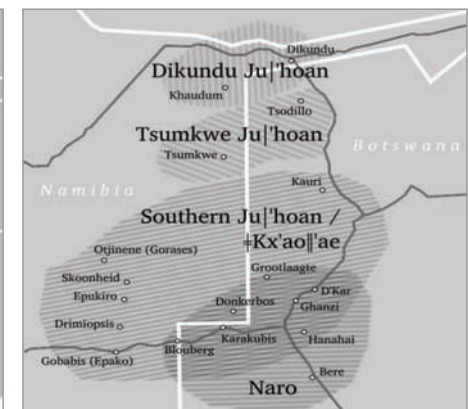 Dikundu
Dikundu Ju|'hoan
Khaudum
Tsodillo
Tsumkwe Ju|'hoan
Botswana
Tsumkwe
Namibia
Kauri
Southern Ju|'hoan /
ǂKx'aoǁ'ae
Otjinene (Gorases)
Grootlaagte
Skoonheid
D'Kar
Epukiro
Donkerbos
Ghanzi
Drimiopsis
Karakubis
Hanahai
Blouberg
Gobabis (Epako)
Bere
Naro